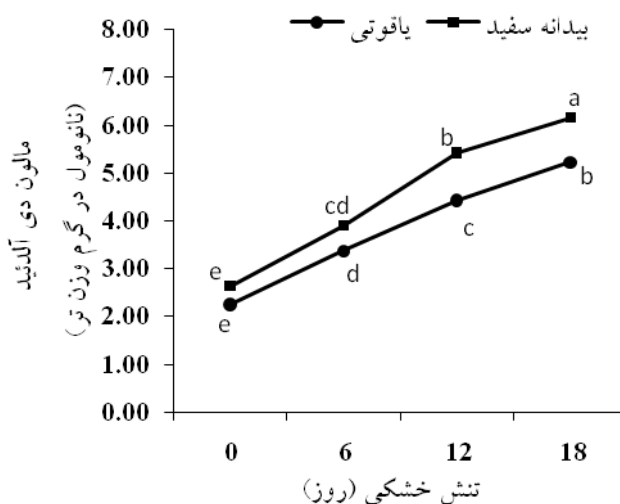 یاقوتی بیدانه سفید
8.00
7.00
6.00
5.00
4.00
3.00
2.00
1.00
0.00
مالون دی آلدئید
(نانومول در گرم وزن تر)
a
b
b
cd
c
d
e
e
0 6 12 18
تنش خشکی (روز)